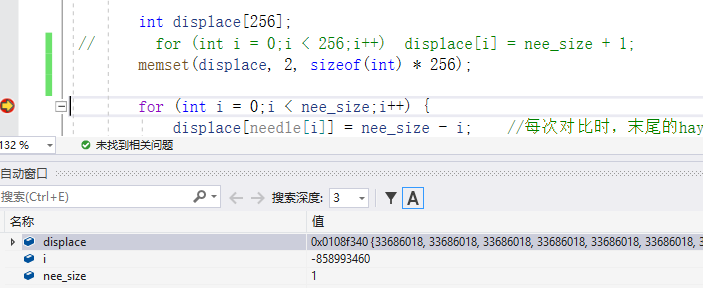 int displace[256];
//      for (int i = 0;i < 256;i++)  displace[i] = nee_size + 1;
memset(displace, 2, sizeof(int) * 256);
for (int i = 0;i < nee_size;i++) {
displace[needle[i]] = nee_size - i;    //每次对比时，末尾的hay
132 %  未找到相关问题
自动窗口
搜索(Ctrl+E)  搜索深度: 3  A
名称  值
displace  0x0108f340 {33686018, 33686018, 33686018, 33686018, 33686018, 33686018, 3
i  -858993460
nee_size  1